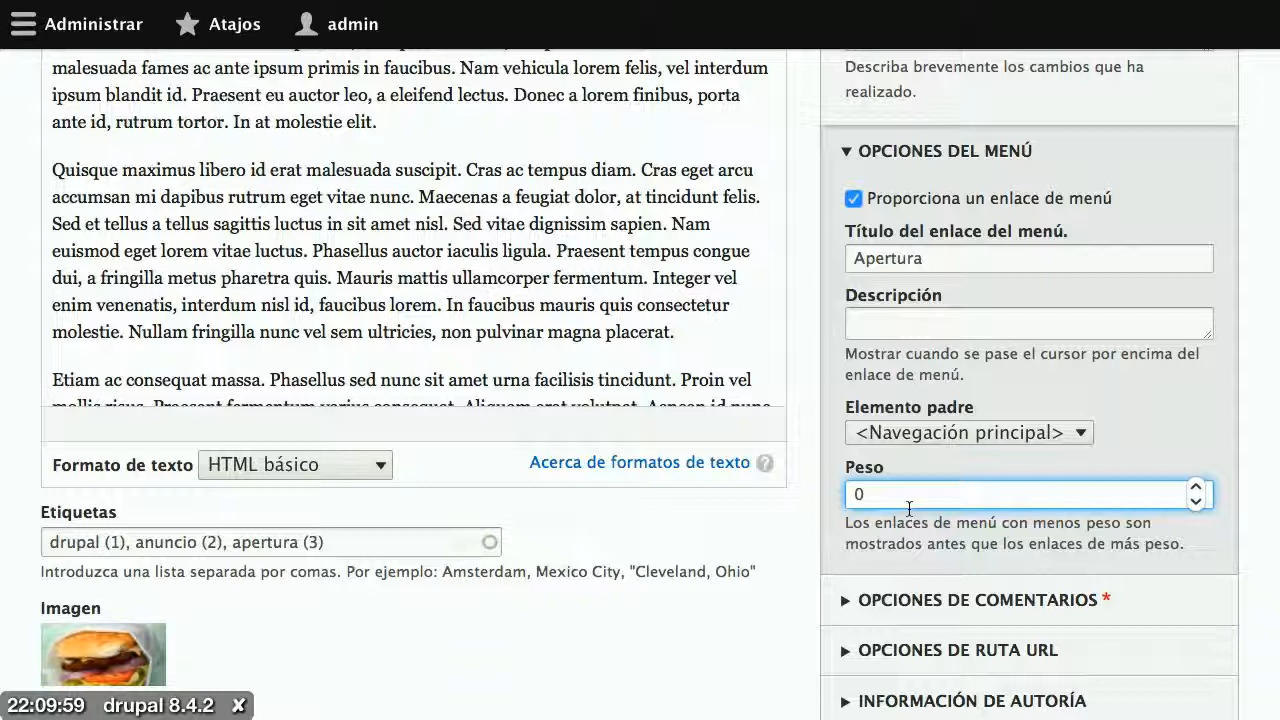 Administrar Atajos admin
malesuada fames ac ante ipsum primis in faucibus. Nam vehicula lorem felis, vel interdum
ipsum blandit id. Praesent eu auctor leo, a eleifend lectus. Donec a lorem finibus, porta
ante id, rutrum tortor. In at molestie elit.
Quisque maximus libero id erat malesuada suscipit. Cras ac tempus diam. Cras eget arcu
accumsan mi dapibus rutrum eget vitae nunc. Maecenas a feugiat dolor, at tincidunt felis.
Sed et tellus a tellus sagittis luctus in sit amet nisl. Sed vitae dignissim sapien. Nam
euismod eget lorem vitae luctus. Phasellus auctor iaculis ligula. Praesent tempus congue
dui, a fringilla metus pharetra quis. Mauris mattis ullamcorper fermentum. Integer vel
enim venenatis, interdum nisl id, faucibus lorem. In faucibus mauris quis consectetur
molestie. Nullam fringilla nunc vel sem ultricies, non pulvinar magna placerat.
Etiam ac consequat massa. Phasellus sed nunc sit amet urna facilisis tincidunt. Proin vel
mollis risus. Praesent fermentum varius consequat. Aliquam erat volutpat. Aenean id nunc
Formato de texto HTML básico Acerca de formatos de texto ?
Etiquetas
drupal (1), anuncio (2), apertura (3)
Introduzca una lista separada por comas. Por ejemplo: Amsterdam, Mexico City, "Cleveland, Ohio"
Imagen
Describa brevemente los cambios que ha
realizado.
OPCIONES DEL MENÚ
Proporciona un enlace de menú
Título del enlace del menú.
Apertura
Descripción
Mostrar cuando se pase el cursor por encima del
enlace de menú.
Elemento padre
<Navegación principal>
Peso
0
Los enlaces de menú con menos peso son
mostrados antes que los enlaces de más peso.
OPCIONES DE COMENTARIOS *
OPCIONES DE RUTA URL
INFORMACIÓN DE AUTORÍA
22:09:59 drupal 8.4.2 ✗